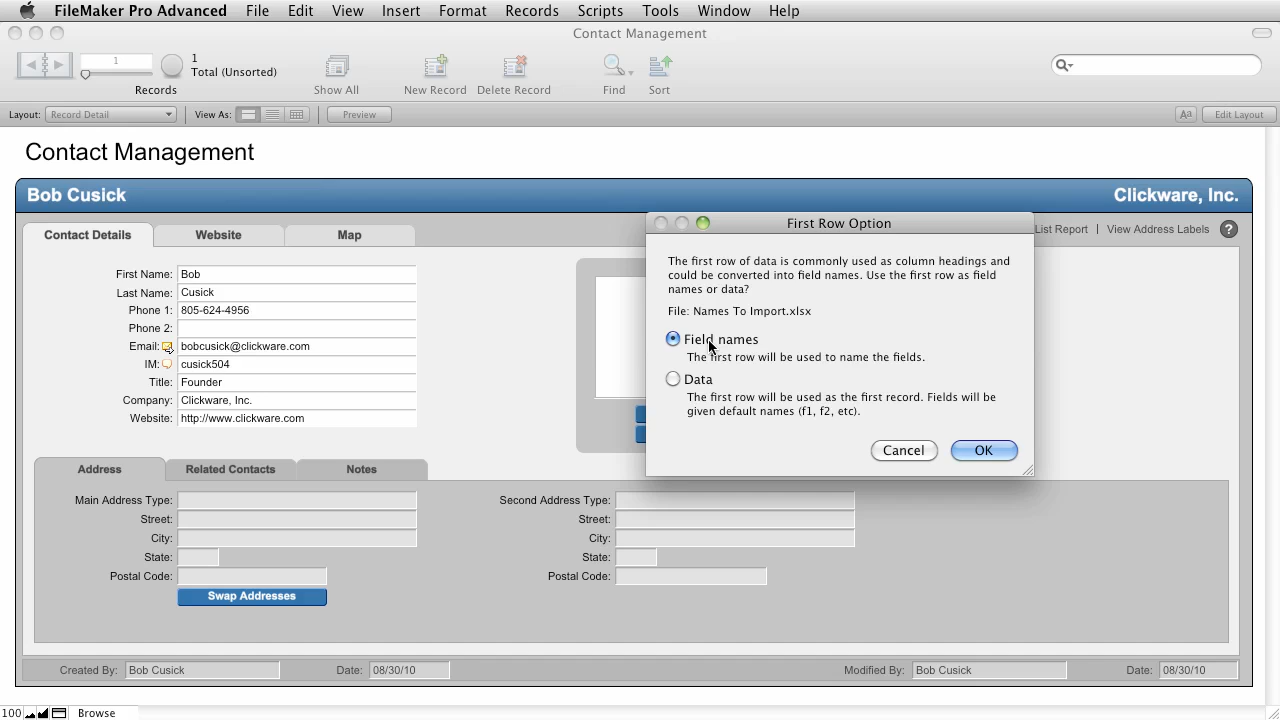 FileMaker Pro Advanced File Edit View Insert Format Records Scripts Tools Window Help
Contact Management
1
1
Total (Unsorted)
Records
Show All
New Record
Delete Record
Find
Sort
Layout: Record Detail View As: Preview Aa Edit Layout
Contact Management
Bob Cusick Clickware, Inc.
Contact Details Website Map
List Report | View Address Labels ?
First Name: Bob
Last Name: Cusick
Phone 1: 805-624-4956
Phone 2:
Email: bobcusick@clickware.com
IM: cusick504
Title: Founder
Company: Clickware, Inc.
Website: http://www.clickware.com
First Row Option
The first row of data is commonly used as column headings and
could be converted into field names. Use the first row as field
names or data?
File: Names To Import.xlsx
Field names
The first row will be used to name the fields.
Data
The first row will be used as the first record. Fields will be
given default names (f1, f2, etc).
Cancel OK
Address Related Contacts Notes
Main Address Type:
Street:
City:
State:
Postal Code:
Swap Addresses
Second Address Type:
Street:
City:
State:
Postal Code:
Created By: Bob Cusick Date: 08/30/10 Modified By: Bob Cusick Date: 08/30/10
100 Browse